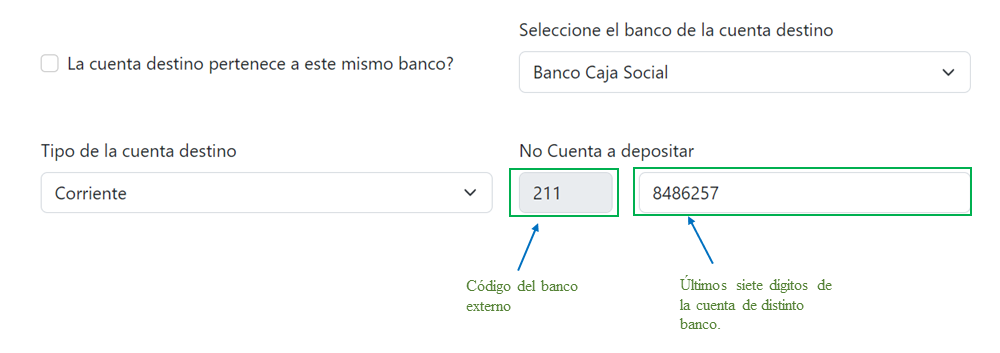 Seleccione el banco de la cuenta destino
La cuenta destino pertenece a este mismo banco?
Banco Caja Social
Tipo de la cuenta destino
No Cuenta a depositar
Corriente
211
8486257
Código del banco
externo
Últimos siete dígitos de
la cuenta de distinto
banco.